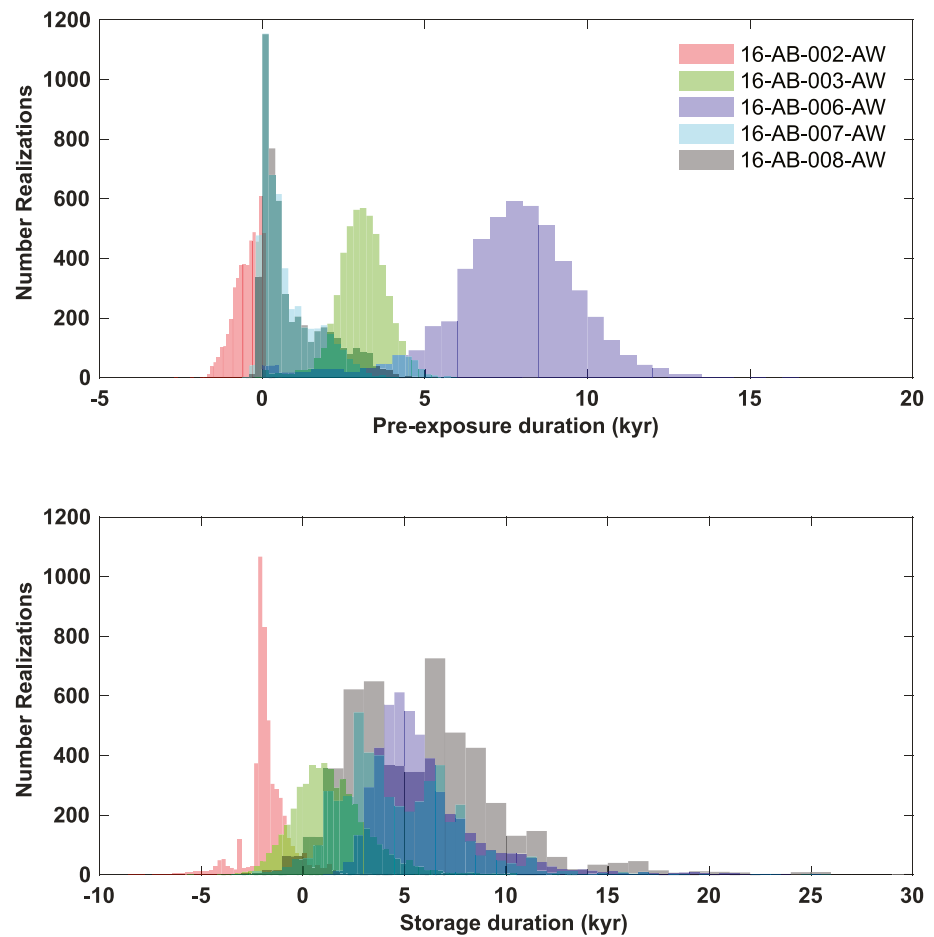 1200
1000
800
600
400
200
0
Number Realizations
16-AB-002-AW
16-AB-003-AW
16-AB-006-AW
16-AB-007-AW
16-AB-008-AW
-5 0 5 10 15 20
Pre-exposure duration (kyr)
1200
1000
800
600
400
200
0
Number Realizations
-10 -5 0 5 10 15 20 25 30
Storage duration (kyr)